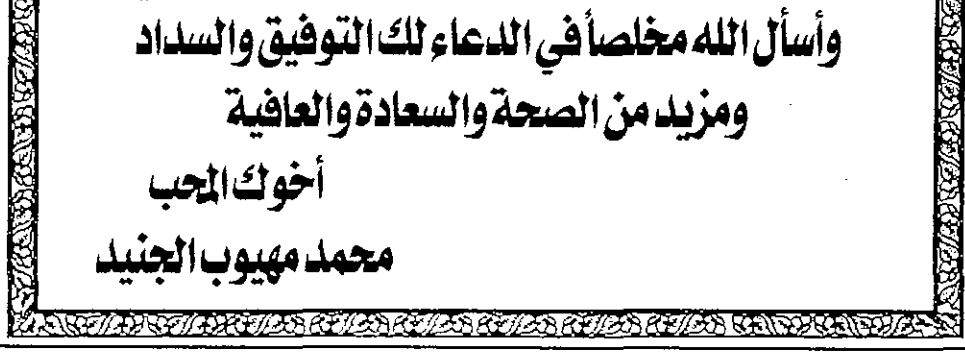 وأسأل الله مخلصاً في الدعاء لك التوفيق والسداد
ومزيد من الصحة والسعادة والعافية
أخوك المحب
محمد مهيوب الجنيد